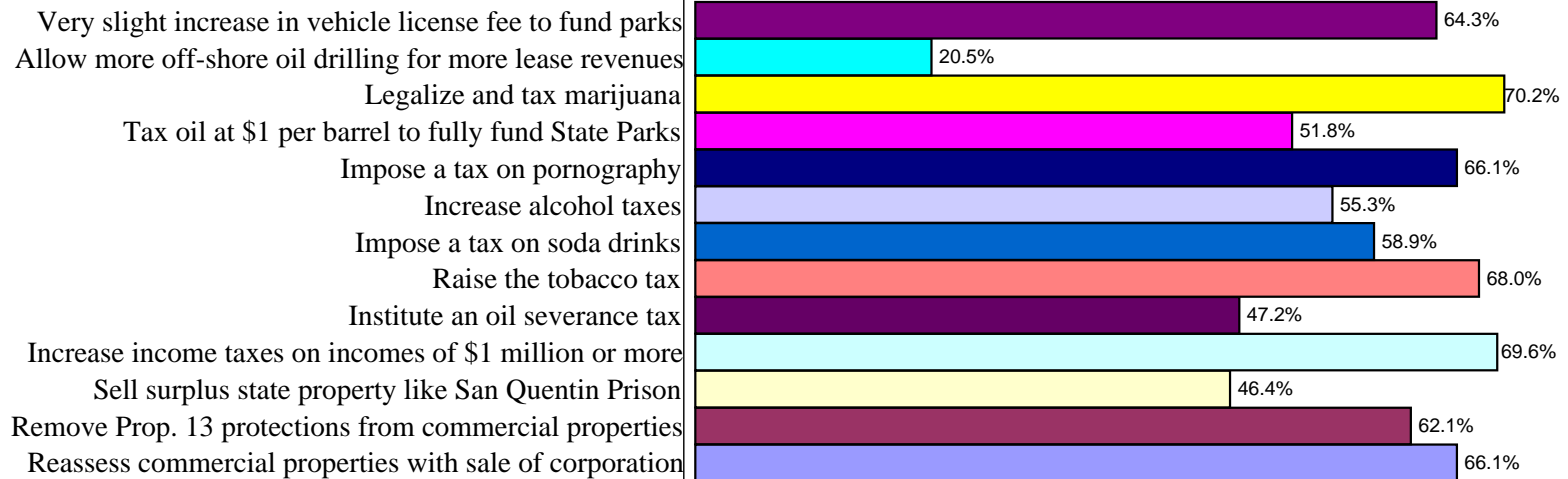 Very slight increase in vehicle license fee to fund parks 64.3%
Allow more off-shore oil drilling for more lease revenues 20.5%
Legalize and tax marijuana 70.2%
Tax oil at $1 per barrel to fully fund State Parks 51.8%
Impose a tax on pornography 66.1%
Increase alcohol taxes 55.3%
Impose a tax on soda drinks 58.9%
Raise the tobacco tax 68.0%
Institute an oil severance tax 47.2%
Increase income taxes on incomes of $1 million or more 69.6%
Sell surplus state property like San Quentin Prison 46.4%
Remove Prop. 13 protections from commercial properties 62.1%
Reassess commercial properties with sale of corporation 66.1%